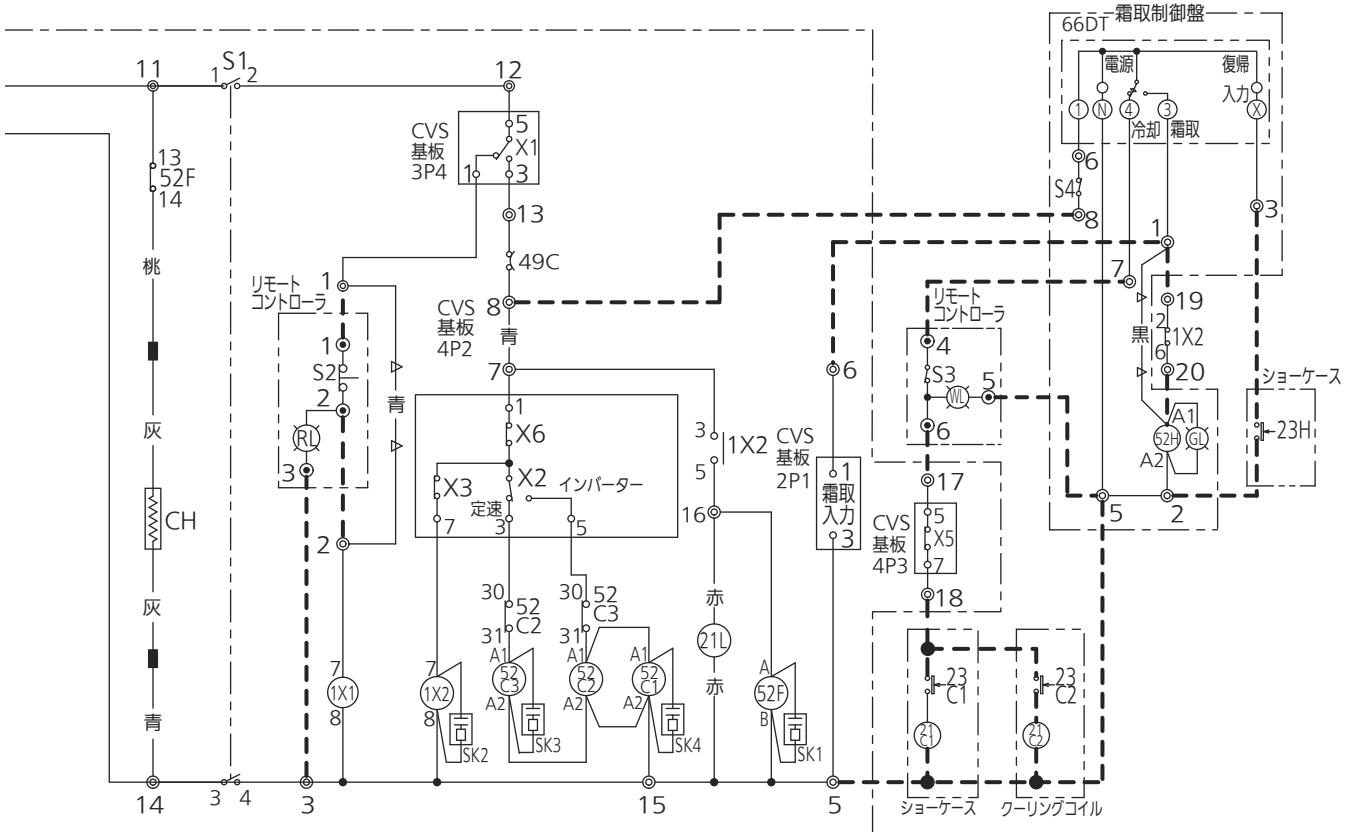 霜取制御盤
66DT
電源
復帰
入力
1
N
4
3
X
冷却
霜取
6
S4
8
3
1
7
11
S1
1
2
12
CVS
基板
3P4
5
X1
1
3
13
52F
14
13
49C
桃
リモート
コントローラ
1
1
S2
2
RL
3
青
2
CVS
基板
4P2
8
青
7
1
X6
X3
X2
インバーター
定速
7
3
5
3
1X2
5
16
CVS
基板
2P1
6
1
霜取
入力
3
リモート
コントローラ
4
S3
WL
5
6
黒
19
2
1X2
6
20
A1
52H
GL
A2
5
2
ショーケース
23H
灰
CH
灰
青
17
CVS
基板
4P3
5
X5
7
18
30
52
C2
31
30
52
C3
31
赤
21L
赤
7
1X1
8
7
1X2
8
SK2
A1
52
C3
A2
SK3
A1
52
C2
A2
A1
52
C1
A2
SK4
A
52F
B
SK1
23
C1
21
C1
23
C2
21
C2
14
3
4
3
15
5
ショーケース
クーリングコイル